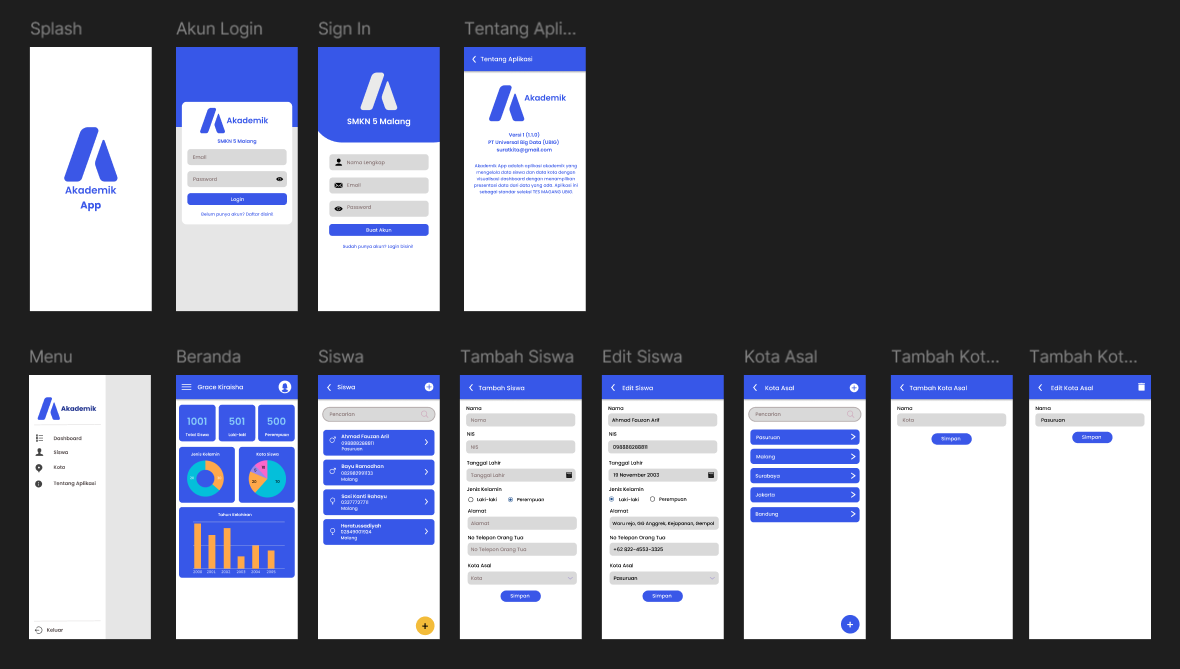 Splash
Akademik
App
Akun Login
Akademik
SMKN 5 Malang
Email
Password
Login
Belum punya akun? Daftar disini!
Sign In
SMKN 5 Malang
Nama Lengkap
Email
Password
Buat Akun
Sudah punya akun? Login Disini!
Tentang Apli...
Tentang Aplikasi
Akademik
Versi 1 (1.1.0)
PT Universal Big Data (UBIG)
suratkita@gmail.com
Akademik App adalah aplikasi akademik yang
mengelola data siswa dan data kota dengan
visualisasi dashboard dengan menampilkan
presentasi data dari data yang ada. Aplikasi ini
sebagai standar seleksi TES MAGANG UBIG.
Menu
Akademik
Dashboard
Siswa
Kota
Tentang Aplikasi
Keluar
Beranda
Grace Kiraisha
1001
Total Siswa
501
Laki-laki
500
Perempuan
Jenis Kelamin
Kota Siswa
Tahun Kelahiran
2000 2001 2002 2003 2004 2005
Siswa
Siswa
Pencarian
Ahmad Fauzan Arif
Pasuruan
Bayu Ramadhan
Malang
Sasi Kanti Rahayu
Malang
Heratussadiyah
Malang
Tambah Siswa
Tambah Siswa
Nama
Nama
NIS
NIS
Tanggal Lahir
Tanggal Lahir
Jenis Kelamin
Laki-laki Perempuan
Alamat
Alamat
No Telepon Orang Tua
No Telepon Orang Tua
Kota Asal
Kota
Simpan
Edit Siswa
Edit Siswa
Nama
Ahmad Fauzan Arif
NIS
Tanggal Lahir
18 November 2003
Jenis Kelamin
Laki-laki Perempuan
Alamat
Waru rejo, GG Anggrek, Kejapanan, Gempol
No Telepon Orang Tua
+62 822-4553-3325
Kota Asal
Pasuruan
Simpan
Kota Asal
Kota Asal
Pencarian
Pasuruan
Malang
Surabaya
Jakarta
Bandung
Tambah Kot...
Tambah Kota Asal
Nama
Kota
Simpan
Tambah Kot...
Edit Kota Asal
Nama
Pasuruan
Simpan